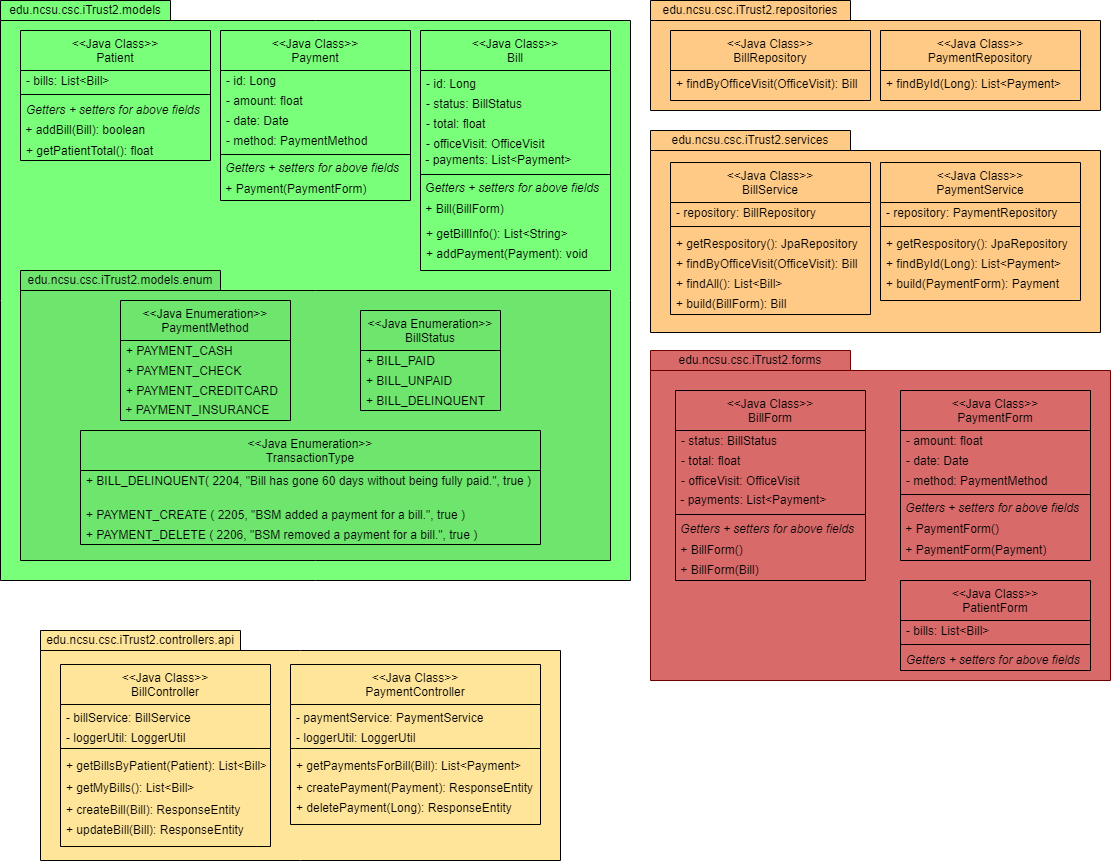 edu.ncsu.csc.iTrust2.models
<<Java Class>>
Patient
- bills: List<Bill>
Getters + setters for above fields
+ addBill(Bill): boolean
+ getPatientTotal(): float
<<Java Class>>
Payment
- id: Long
- amount: float
- date: Date
- method: PaymentMethod
Getters + setters for above fields
+ Payment(PaymentForm)
<<Java Class>>
Bill
- id: Long
- status: BillStatus
- total: float
- officeVisit: OfficeVisit
- payments: List<Payment>
Getters + setters for above fields
+ Bill(BillForm)
+ getBillInfo(): List<String>
+ addPayment(Payment): void
edu.ncsu.csc.iTrust2.models.enum
<<Java Enumeration>>
PaymentMethod
+ PAYMENT_CASH
+ PAYMENT_CHECK
+ PAYMENT_CREDITCARD
+ PAYMENT_INSURANCE
<<Java Enumeration>>
BillStatus
+ BILL_PAID
+ BILL_UNPAID
+ BILL_DELINQUENT
<<Java Enumeration>>
TransactionType
+ BILL_DELINQUENT( 2204, "Bill has gone 60 days without being fully paid.", true )
+ PAYMENT_CREATE ( 2205, "BSM added a payment for a bill.", true )
+ PAYMENT_DELETE ( 2206, "BSM removed a payment for a bill.", true )
edu.ncsu.csc.iTrust2.repositories
<<Java Class>>
BillRepository
+ findByOfficeVisit(OfficeVisit): Bill
<<Java Class>>
PaymentRepository
+ findById(Long): List<Payment>
edu.ncsu.csc.iTrust2.services
<<Java Class>>
BillService
- repository: BillRepository
+ getRespository(): JpaRepository
+ findByOfficeVisit(OfficeVisit): Bill
+ findAll(): List<Bill>
+ build(BillForm): Bill
<<Java Class>>
PaymentService
- repository: PaymentRepository
+ getRespository(): JpaRepository
+ findById(Long): List<Payment>
+ build(PaymentForm): Payment
edu.ncsu.csc.iTrust2.forms
<<Java Class>>
BillForm
- status: BillStatus
- total: float
- officeVisit: OfficeVisit
- payments: List<Payment>
Getters + setters for above fields
+ BillForm()
+ BillForm(Bill)
<<Java Class>>
PaymentForm
- amount: float
- date: Date
- method: PaymentMethod
Getters + setters for above fields
+ PaymentForm()
+ PaymentForm(Payment)
<<Java Class>>
PatientForm
- bills: List<Bill>
Getters + setters for above fields
edu.ncsu.csc.iTrust2.controllers.api
<<Java Class>>
BillController
- billService: BillService
- loggerUtil: LoggerUtil
+ getBillsByPatient(Patient): List<Bill>
+ getMyBills(): List<Bill>
+ createBill(Bill): ResponseEntity
+ updateBill(Bill): ResponseEntity
<<Java Class>>
PaymentController
- paymentService: PaymentService
- loggerUtil: LoggerUtil
+ getPaymentsForBill(Bill): List<Payment>
+ createPayment(Payment): ResponseEntity
+ deletePayment(Long): ResponseEntity